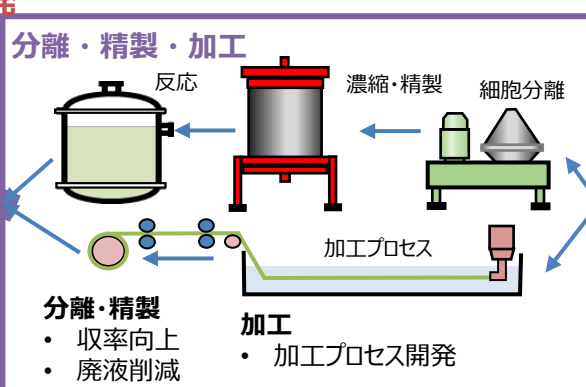 分離・精製・加工
反応
濃縮・精製
細胞分離
加工プロセス
分離・精製
• 収率向上
• 廃液削減
加工
• 加工プロセス開発